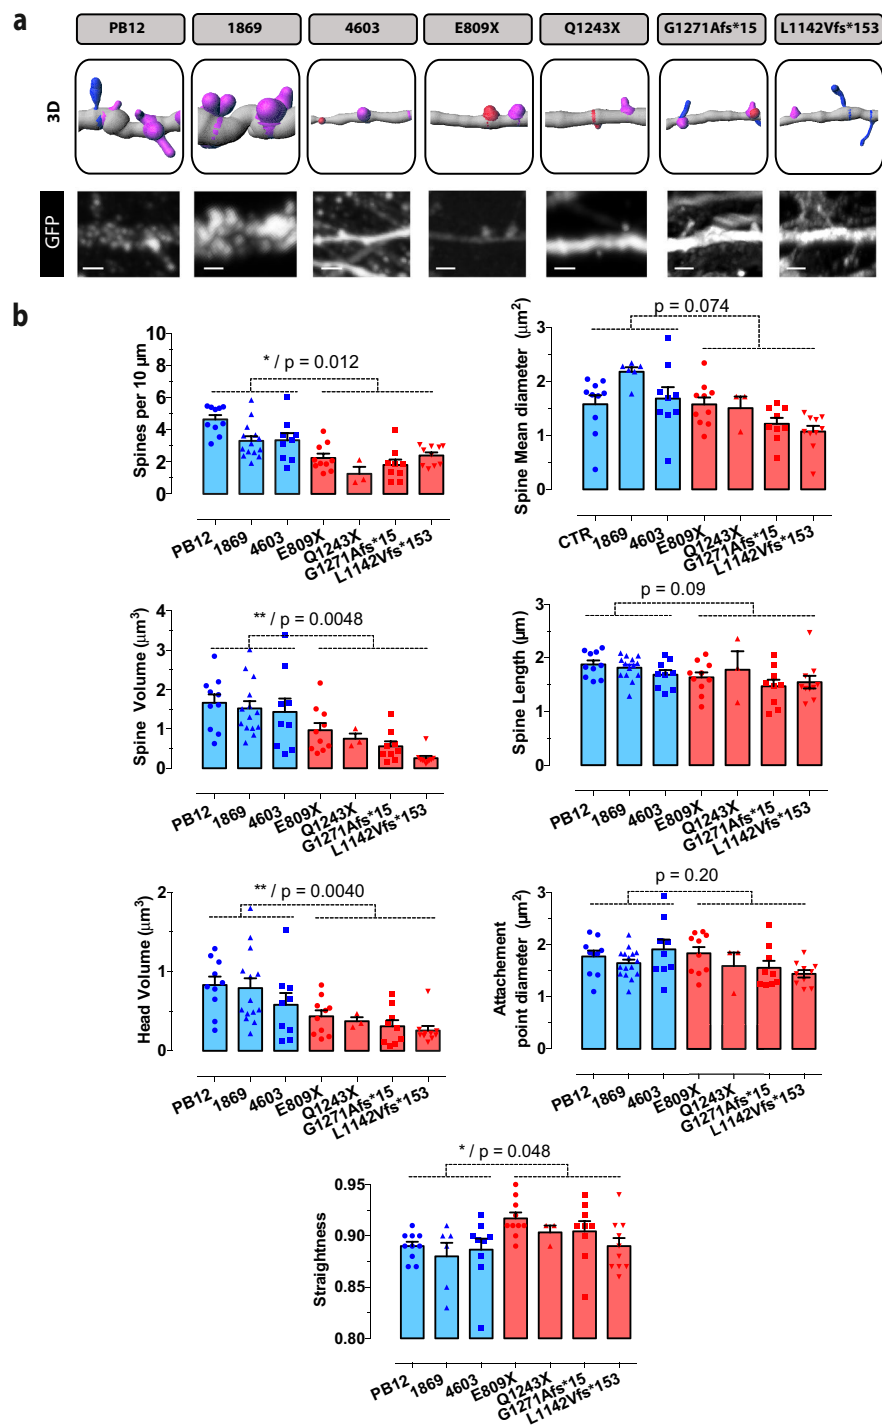 a
PB12 1869 4603 E809X Q1243X G1271Afs*15 L1142Vfs*153
3D
GFP
b
Spines per 10 µm
10
8
6
4
2
0
* / p = 0.012
PB12 1869 4603 E809X Q1243X G1271Afs*15 L1142Vfs*153
Spine Mean diameter (µm²)
3
2
1
0
p = 0.074
CTR 1869 4603 E809X Q1243X G1271Afs*15 L1142Vfs*153
Spine Volume (µm³)
4
3
2
1
0
** / p = 0.0048
PB12 1869 4603 E809X Q1243X G1271Afs*15 L1142Vfs*153
Spine Length (µm)
3
2
1
0
p = 0.09
PB12 1869 4603 E809X Q1243X G1271Afs*15 L1142Vfs*153
Head Volume (µm³)
2
1
0
** / p = 0.0040
PB12 1869 4603 E809X Q1243X G1271Afs*15 L1142Vfs*153
Attachement
point diameter (µm²)
3
2
1
0
p = 0.20
PB12 1869 4603 E809X Q1243X G1271Afs*15 L1142Vfs*153
Straightness
0.95
0.90
0.85
0.80
* / p = 0.048
PB12 1869 4603 E809X Q1243X G1271Afs*15 L1142Vfs*153